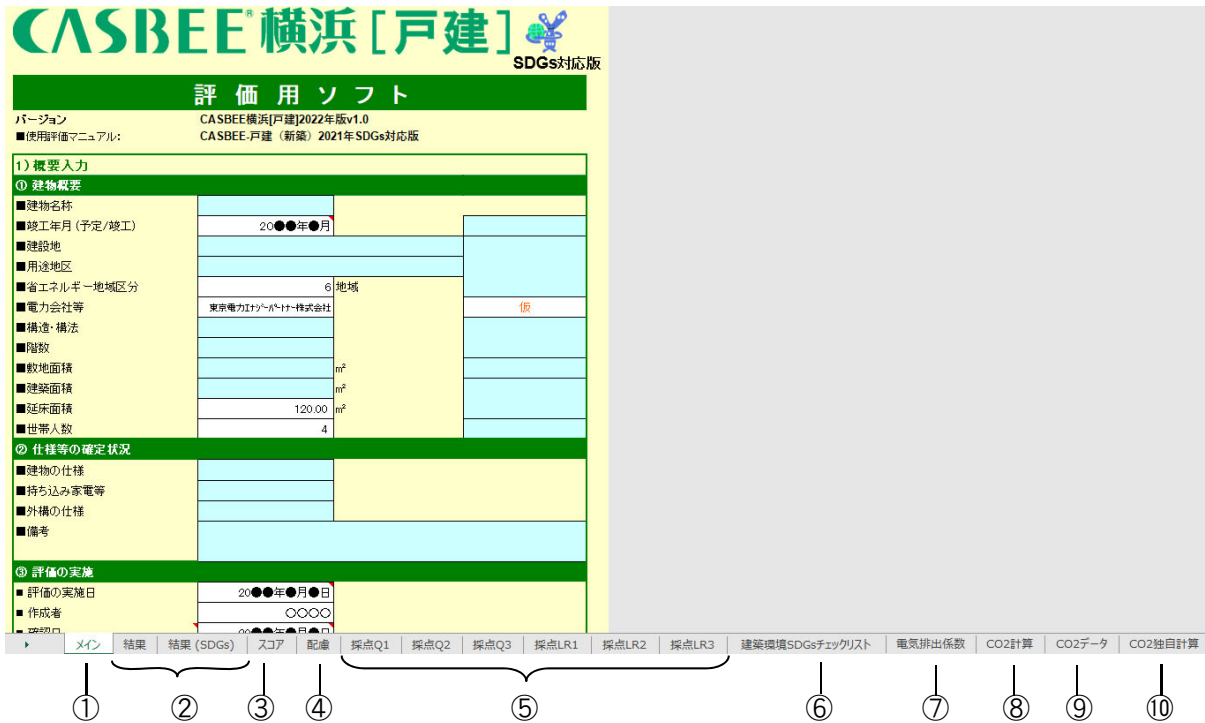 CASBEE®横浜[戸建]
SDGs対応版
評価用ソフト
バージョン CASBEE横浜[戸建]2022年版v1.0
■使用評価マニュアル: CASBEE-戸建（新築）2021年SDGs対応版
1)概要入力
① 建物概要
■建物名称
■竣工年月(予定/竣工) 20●●年●月
■建設地
■用途地区
■省エネルギー地域区分 6 地域
■電力会社等 東京電力エナジーパートナー株式会社 仮
■構造・構法
■階数
■敷地面積 m²
■建築面積 m²
■延床面積 120.00 m²
■世帯人数 4
② 仕様等の確定状況
■建物の仕様
■持ち込み家電等
■外構の仕様
■備考
③ 評価の実施
■ 評価の実施日 20●●年●月●日
■ 作成者 ○○○○
■ 確認日 20●●年●月●日
メイン 結果 結果 (SDGs) スコア 配慮 採点Q1 採点Q2 採点Q3 採点LR1 採点LR2 採点LR3 建築環境SDGsチェックリスト 電気排出係数 CO2計算 CO2データ CO2独自計算
① ② ③ ④ ⑤ ⑥ ⑦ ⑧ ⑨ ⑩